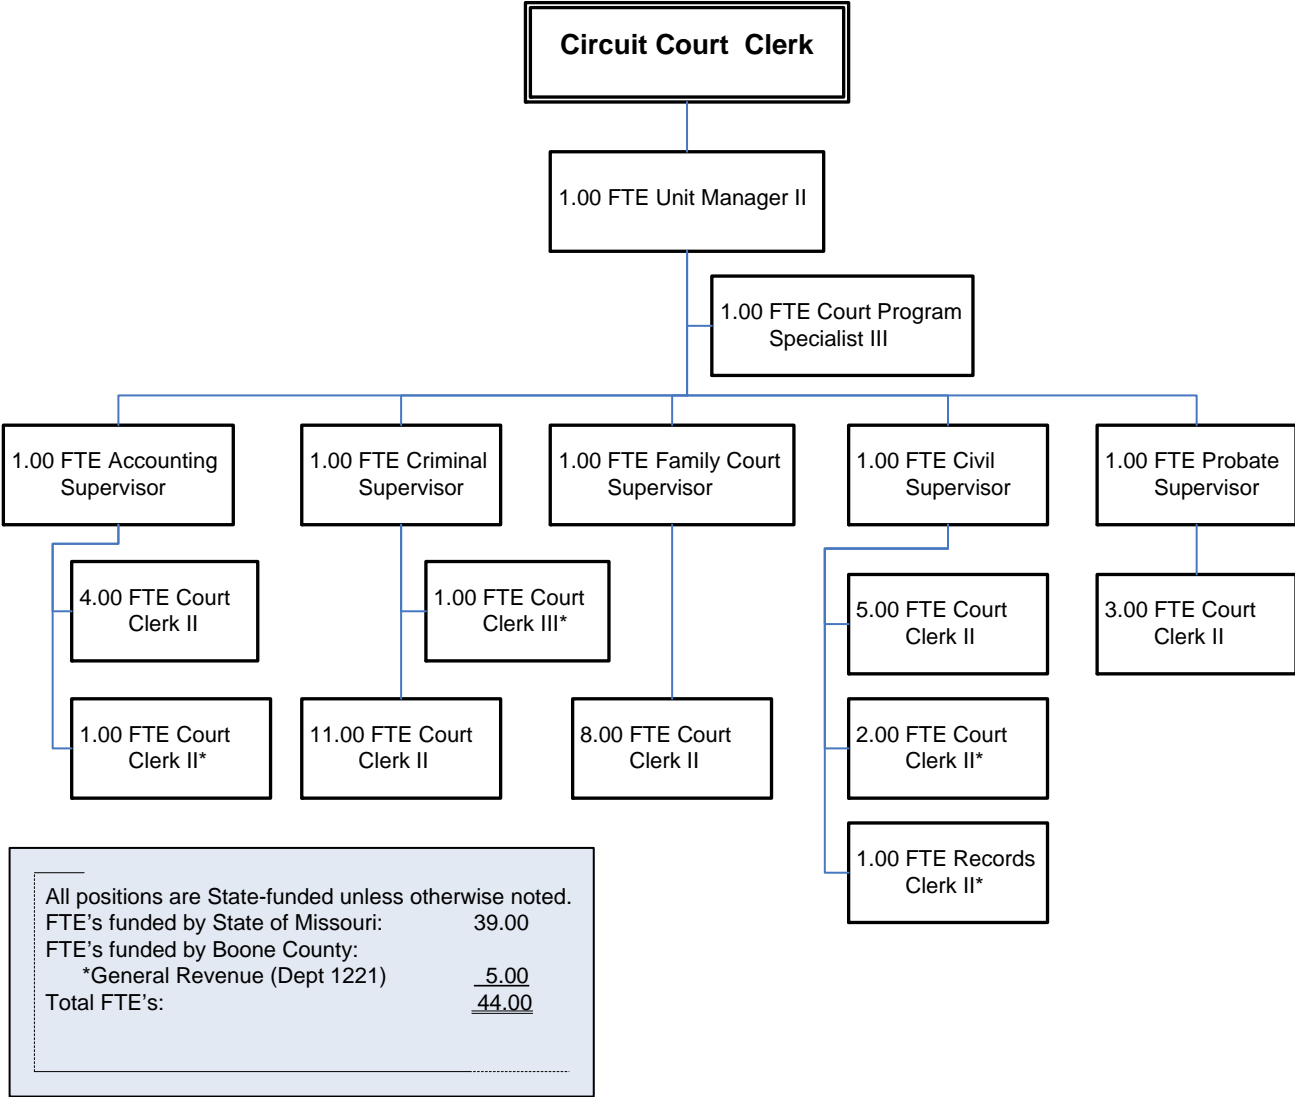 Circuit Court  Clerk
1.00 FTE Unit Manager II
1.00 FTE Court Program
Specialist III
1.00 FTE Accounting
Supervisor
1.00 FTE Criminal
Supervisor
1.00 FTE Family Court
Supervisor
1.00 FTE Civil
Supervisor
1.00 FTE Probate
Supervisor
4.00 FTE Court
Clerk II
1.00 FTE Court
Clerk III*
5.00 FTE Court
Clerk II
3.00 FTE Court
Clerk II
1.00 FTE Court
Clerk II*
11.00 FTE Court
Clerk II
8.00 FTE Court
Clerk II
2.00 FTE Court
Clerk II*
1.00 FTE Records
Clerk II*
All positions are State-funded unless otherwise noted.
FTE's funded by State of Missouri: 39.00
FTE's funded by Boone County:
*General Revenue (Dept 1221) 5.00
Total FTE's: 44.00